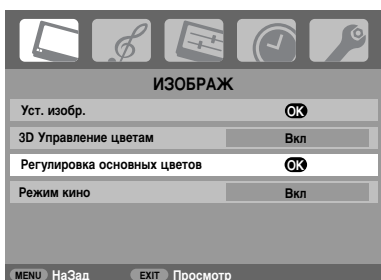 ИЗОБРАЖ
Уст. изобр. OK
3D Управление цветам Вкл
Регулировка основных цветов OK
Режим кино Вкл
MENU НаЗад EXIT Просмотр